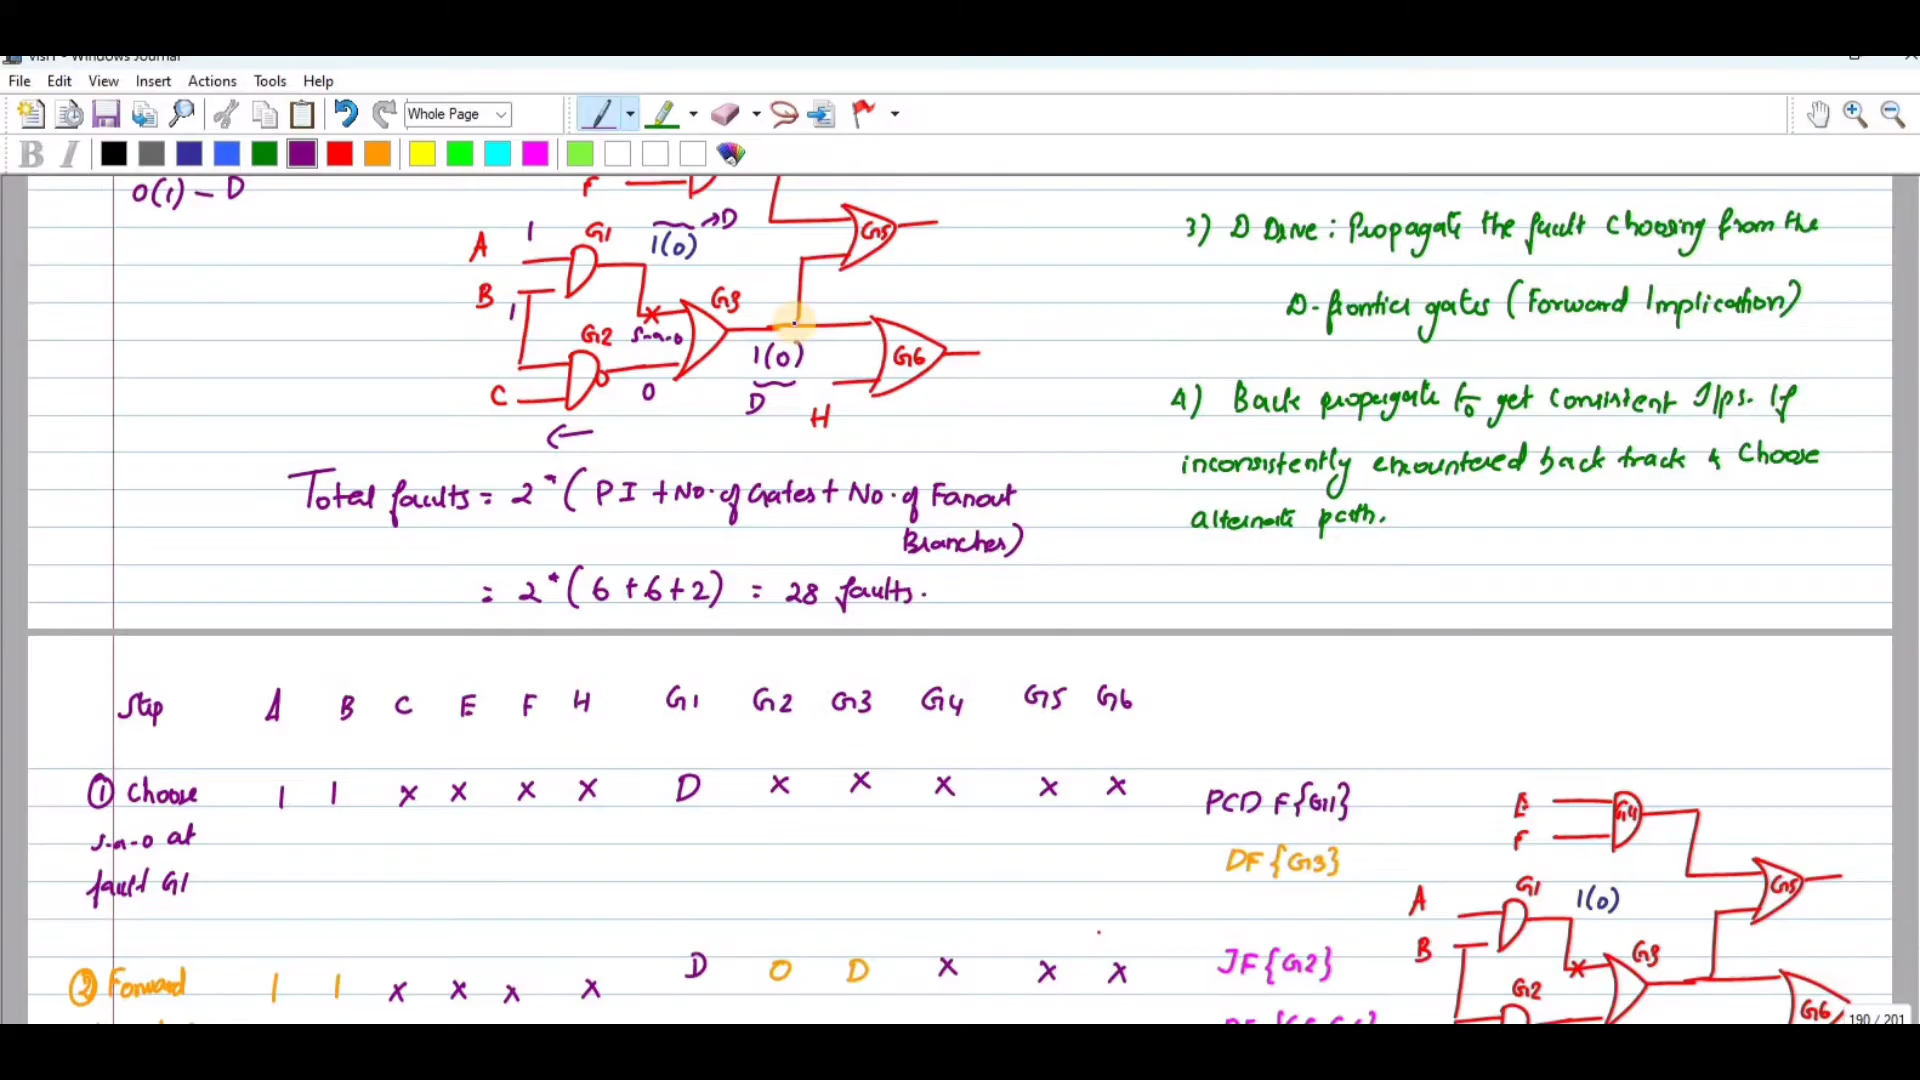 File Edit View Insert Actions Tools Help
Whole Page
B I
0(1) - D
F
A 1 G1 1(0) → D
G5
B 1
G3
G2 s-a-0
1(0)
G6
C 0 D H
Total faults = 2 * ( PI + No. of Gates + No. of Fanout
Branches)
= 2 * ( 6 + 6 + 2) = 28 faults.
3) D Drive : Propagate the fault choosing from the
D-frontier gates ( Forward Implication)
4) Back propagate to get consistent I/ps. If
inconsistently encountered back track & choose
alternate path.
Step A B C E F H G1 G2 G3 G4 G5 G6
① Choose 1 1 x x x x D x x x x x PCDF{G1}
s-a-0 at DF{G3}
fault G1
② Forward 1 1 x x x x D 0 D x x x JF{G2}
E G4
F
G1 1(0)
G5
A
B G3
G2
G6
190 / 201